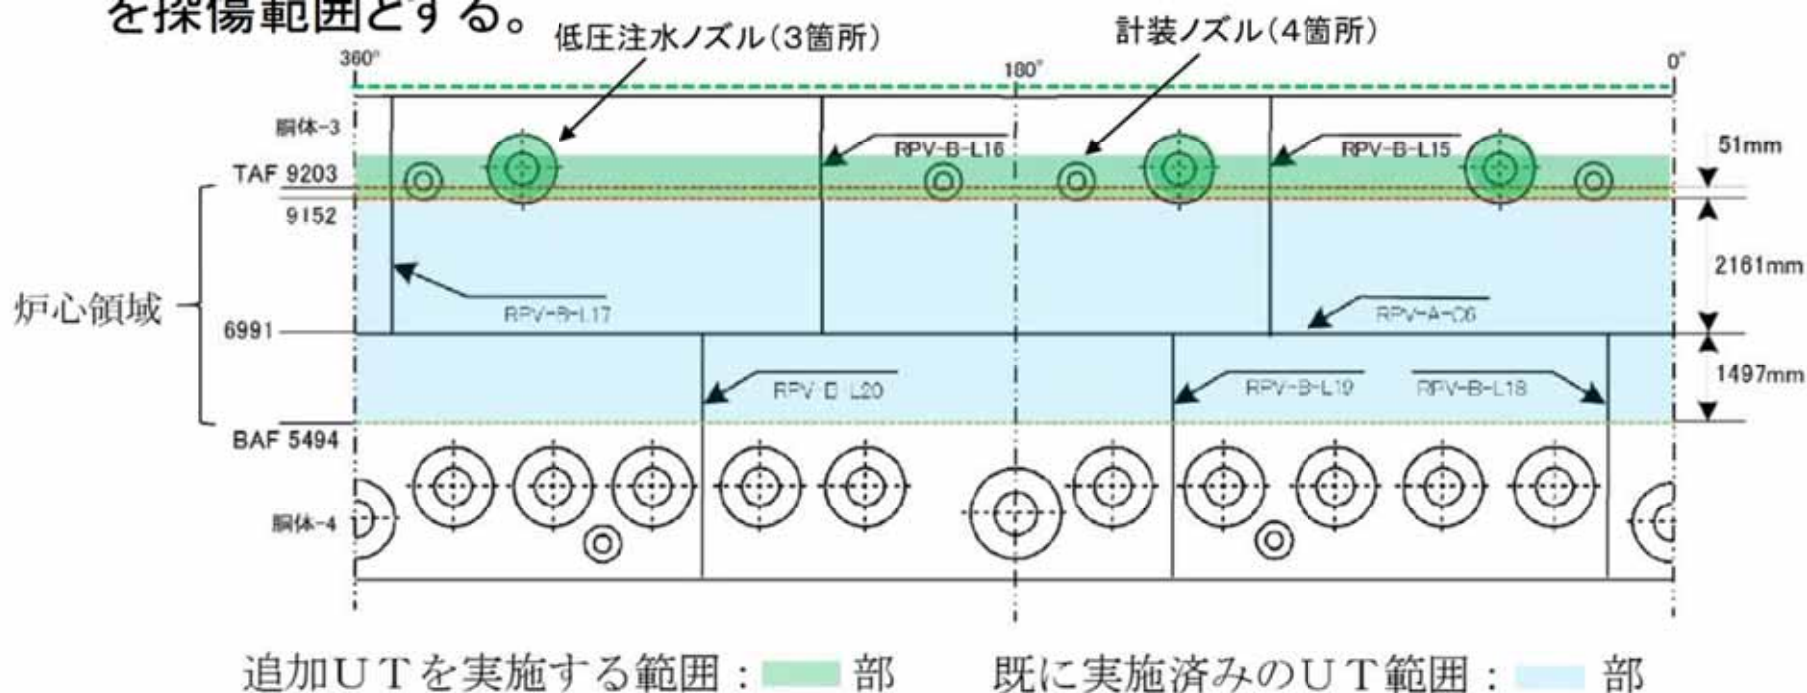 を探傷範囲とする。
低圧注水ノズル(3箇所)
計装ノズル(4箇所)
360°
180°
0°
胴体-3
RPV-B-L16
RPV-B-L15
51mm
TAF 9203
9152
2161mm
炉心領域
RPV-B-L17
RPV-A-C6
6991
1497mm
RPV-B-L20
RPV-B-L19
RPV-B-L18
BAF 5494
胴体-4
追加UTを実施する範囲: 部
既に実施済みのUT範囲: 部